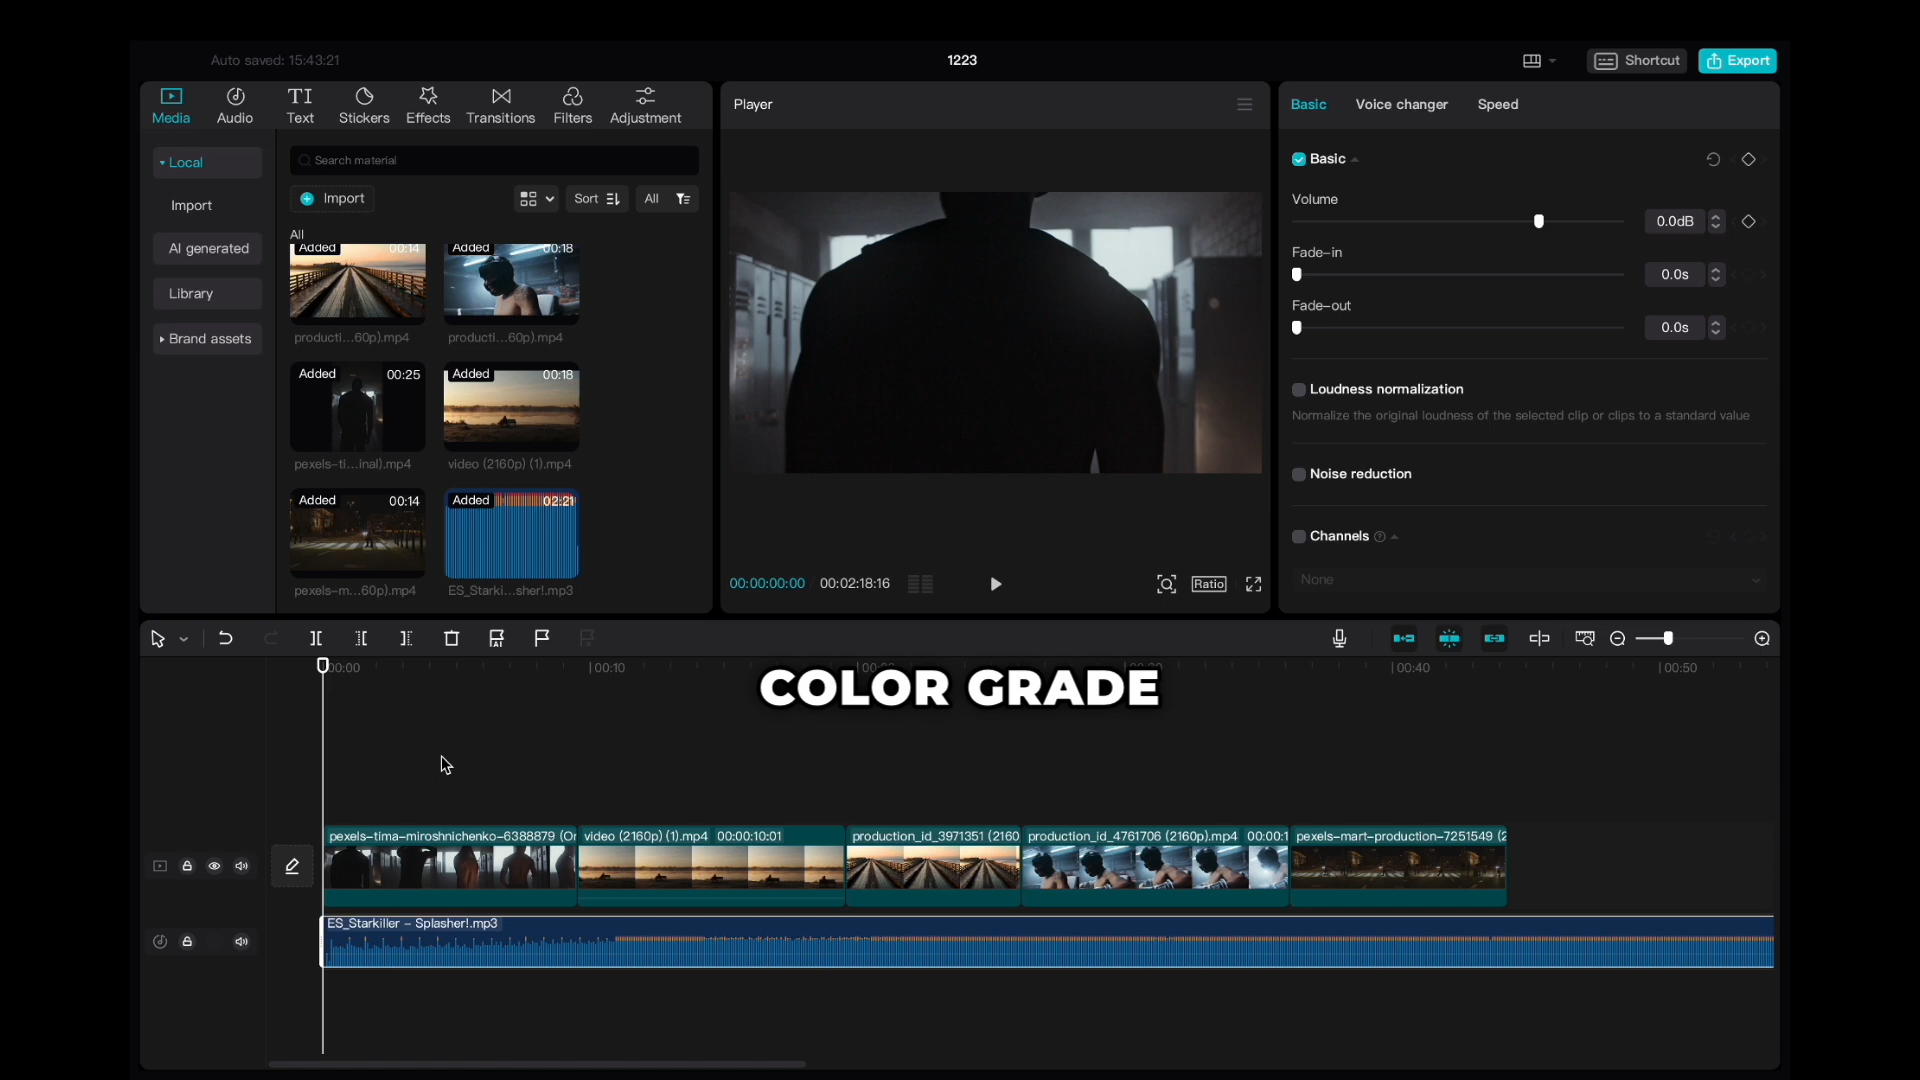 Auto saved: 15:43:21
1223
Shortcut
Export
Media
Audio
Text
Stickers
Effects
Transitions
Filters
Adjustment
Local
Import
AI generated
Library
Brand assets
Search material
Import
Sort
All
All
Added 00:14
Added 00:18
producti...60p).mp4
producti...60p).mp4
Added 00:25
Added 00:18
pexels-ti...inal).mp4
video (2160p) (1).mp4
Added 00:14
Added 02:21
pexels-m...60p).mp4
ES_Starki...sher!.mp3
Player
00:00:00:00
00:02:18:16
Ratio
Basic
Voice changer
Speed
Basic
Volume
0.0dB
Fade-in
0.0s
Fade-out
0.0s
Loudness normalization
Normalize the original loudness of the selected clip or clips to a standard value
Noise reduction
Channels
None
00:00
00:10
00:40
00:50
COLOR GRADE
pexels-tima-miroshnichenko-6388879 (Or
video (2160p) (1).mp4 00:00:10:01
production_id_3971351 (2160
production_id_4761706 (2160p).mp4 00:00:1
pexels-mart-production-7251549 (2
ES_Starkiller - Splasher!.mp3